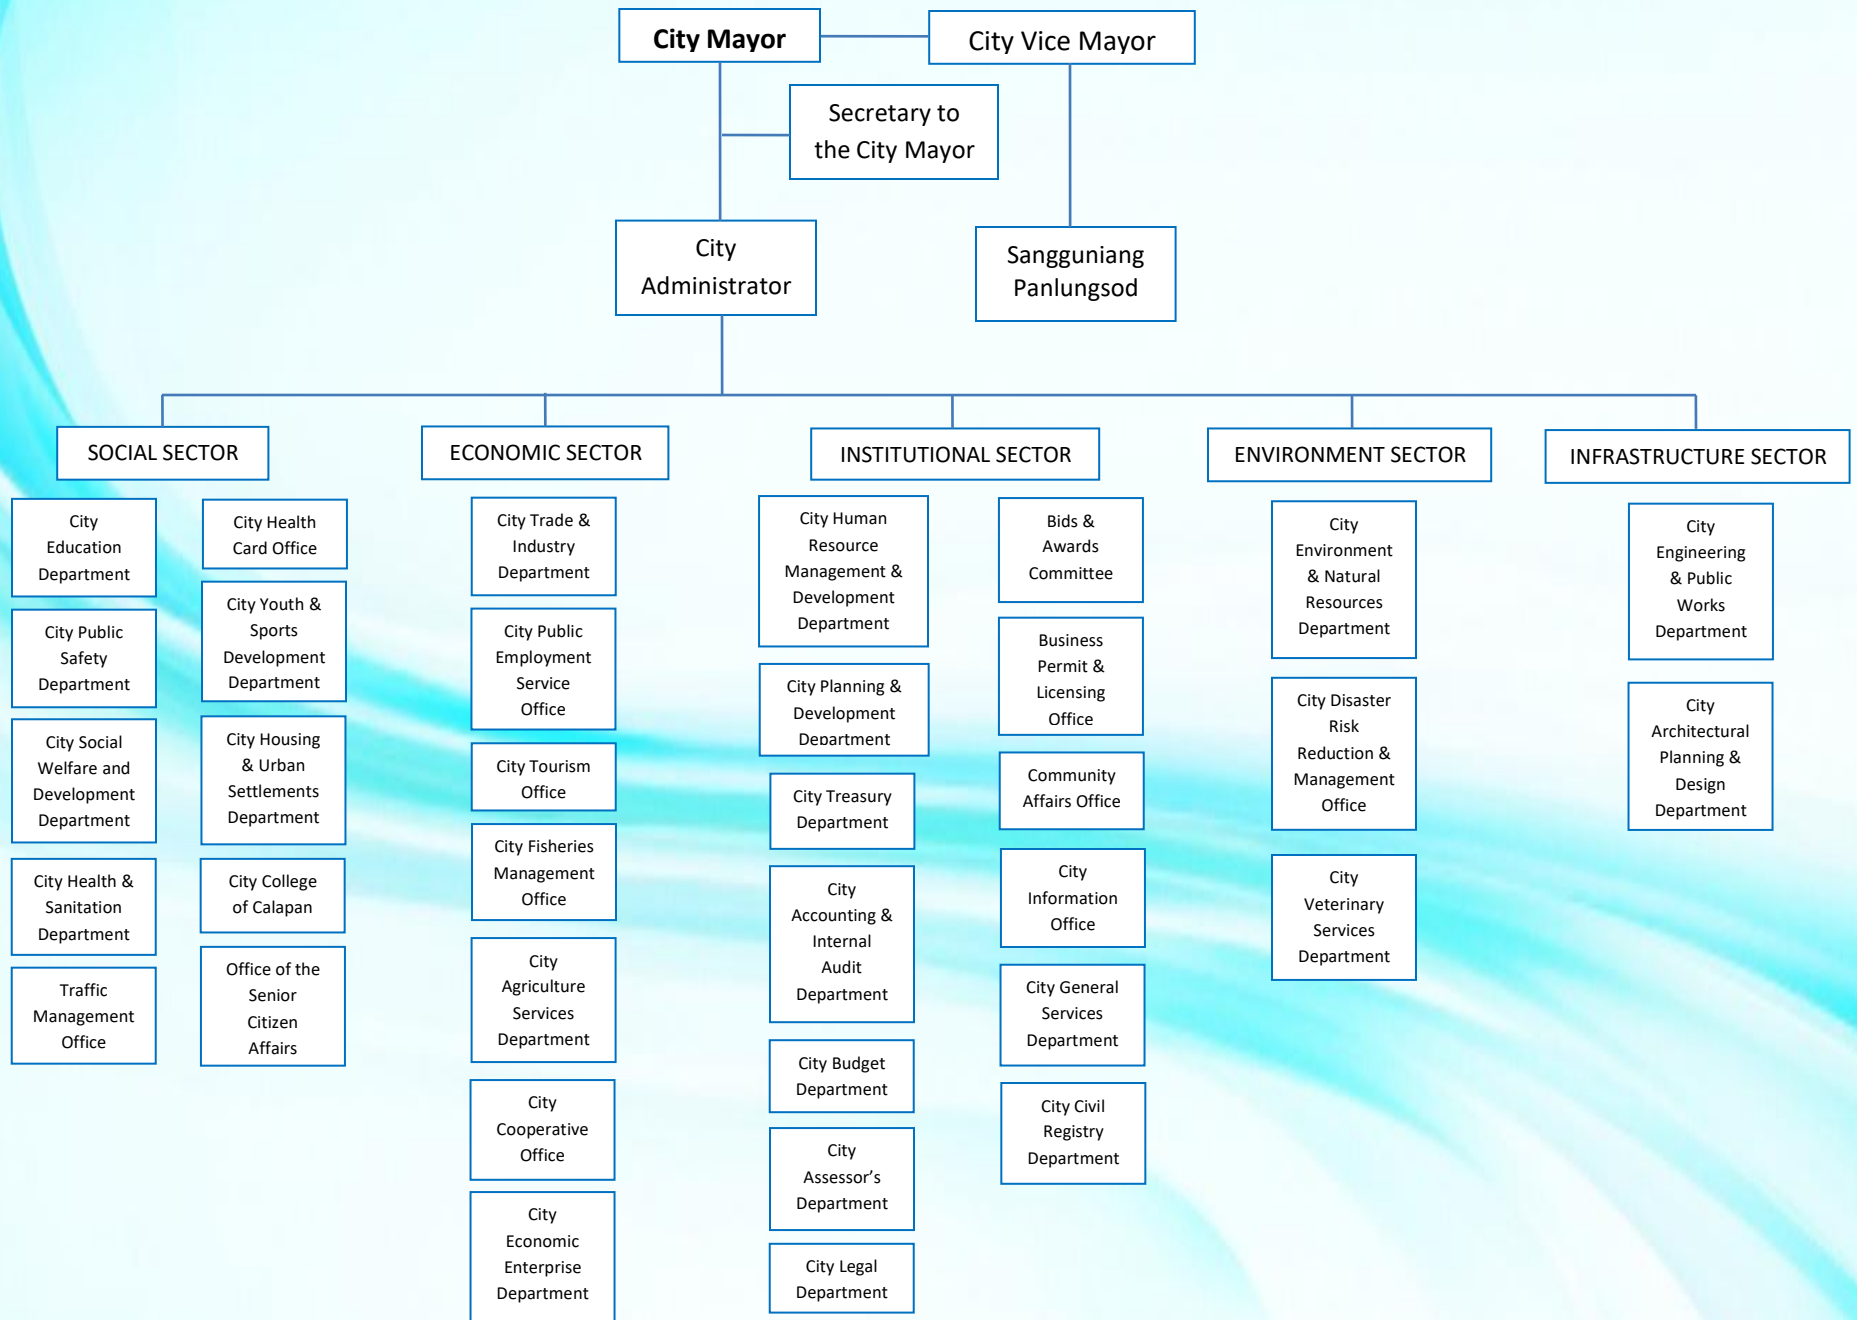 City Mayor
City Vice Mayor
Secretary to
the City Mayor
City
Administrator
Sangguniang
Panlungsod
SOCIAL SECTOR
ECONOMIC SECTOR
INSTITUTIONAL SECTOR
ENVIRONMENT SECTOR
INFRASTRUCTURE SECTOR
City
Education
Department
City Public
Safety
Department
City Social
Welfare and
Development
Department
City Health &
Sanitation
Department
Traffic
Management
Office
City Health
Card Office
City Youth &
Sports
Development
Department
City Housing
& Urban
Settlements
Department
City College
of Calapan
Office of the
Senior
Citizen
Affairs
City Trade &
Industry
Department
City Public
Employment
Service
Office
City Tourism
Office
City Fisheries
Management
Office
City
Agriculture
Services
Department
City
Cooperative
Office
City
Economic
Enterprise
Department
City Human
Resource
Management &
Development
Department
City Planning &
Development
Department
City Treasury
Department
City
Accounting &
Internal
Audit
Department
City Budget
Department
City
Assessor’s
Department
City Legal
Department
Bids &
Awards
Committee
Business
Permit &
Licensing
Office
Community
Affairs Office
City
Information
Office
City General
Services
Department
City Civil
Registry
Department
City
Environment
& Natural
Resources
Department
City Disaster
Risk
Reduction &
Management
Office
City
Veterinary
Services
Department
City
Engineering
& Public
Works
Department
City
Architectural
Planning &
Design
Department